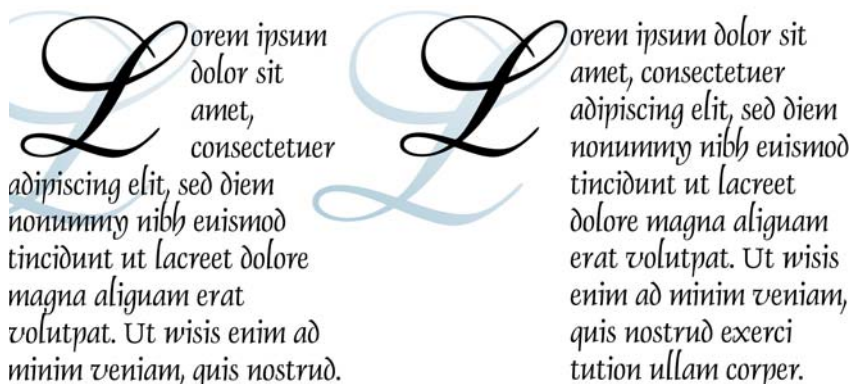 Lorem ipsum
dolor sit
amet,
consectetuer
adipiscing elit, sed diem
nonummy nibh euismod
tincidunt ut lacreet dolore
magna aliguam erat
volutpat. Ut wisis enim ad
minim veniam, quis nostrud.
Lorem ipsum dolor sit
amet, consectetuer
adipiscing elit, sed diem
nonummy nibh euismod
tincidunt ut lacreet
dolore magna aliguam
erat volutpat. Ut wisis
enim ad minim veniam,
quis nostrud exerci
tution ullam corper.